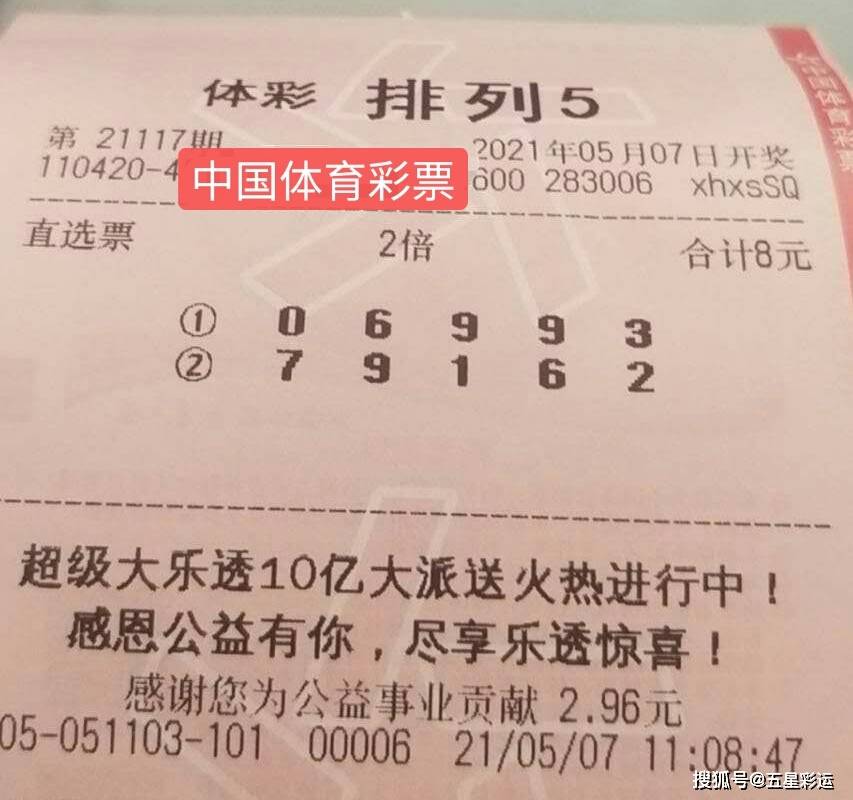 体彩 排列5
第 21117期 2021年05月07日开奖
110420-4 600 283006 xhxsSQ
中国体育彩票
直选票 2倍 合计8元
① 0 6 9 9 3
② 7 9 1 6 2
超级大乐透10亿大派送火热进行中！
感恩公益有你，尽享乐透惊喜！
感谢您为公益事业贡献 2.96元
05-051103-101 00006 21/05/07 11:08:47
中国体育彩票
搜狐号@五星彩运